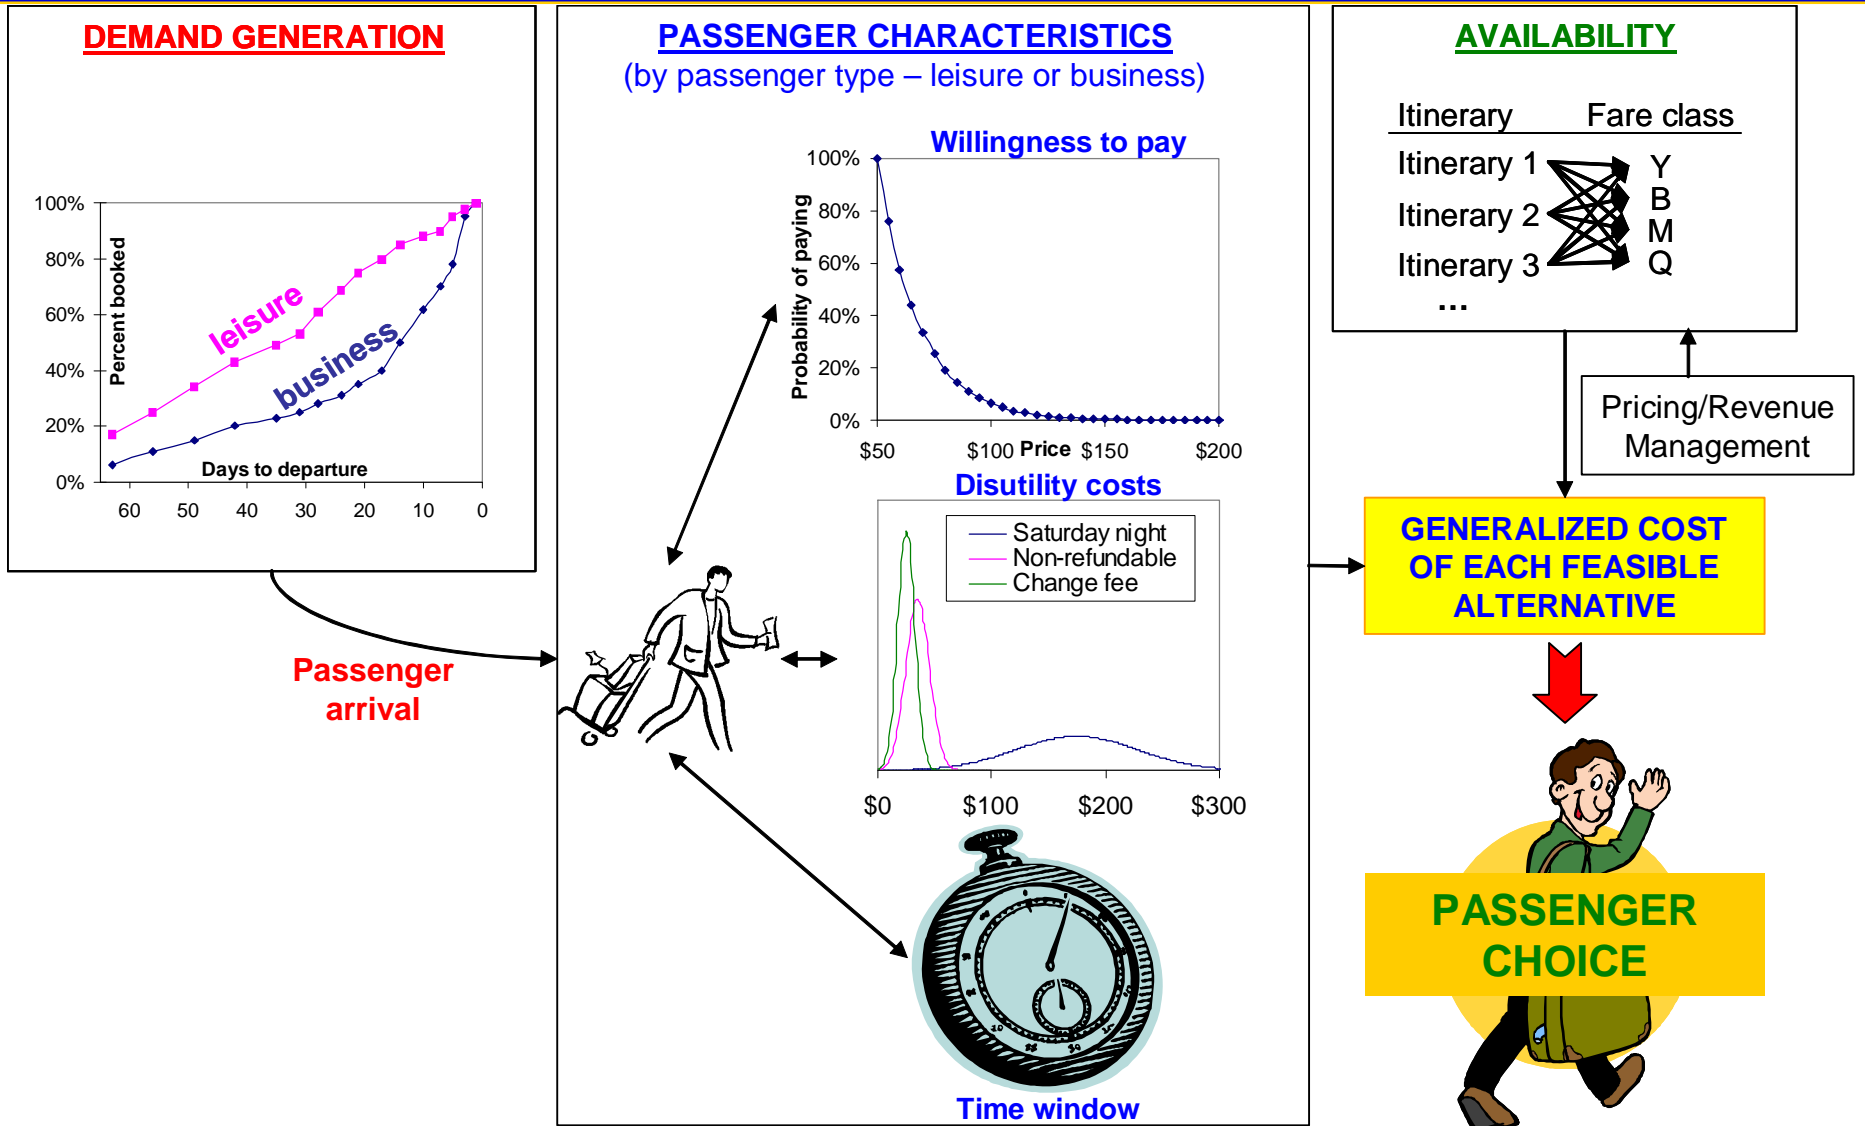 DEMAND GENERATION
100%
80%
60%
40%
20%
0%
Percent booked
leisure
business
Days to departure
60 50 40 30 20 10 0
Passenger
arrival
PASSENGER CHARACTERISTICS
(by passenger type – leisure or business)
Willingness to pay
100%
80%
60%
40%
20%
0%
Probability of paying
$50 $100 Price $150 $200
Disutility costs
Saturday night
Non-refundable
Change fee
$0 $100 $200 $300
Time window
AVAILABILITY
Itinerary Fare class
Itinerary 1 Y
B
Itinerary 2 M
Itinerary 3 Q
...
Pricing/Revenue
Management
GENERALIZED COST
OF EACH FEASIBLE
ALTERNATIVE
PASSENGER
CHOICE